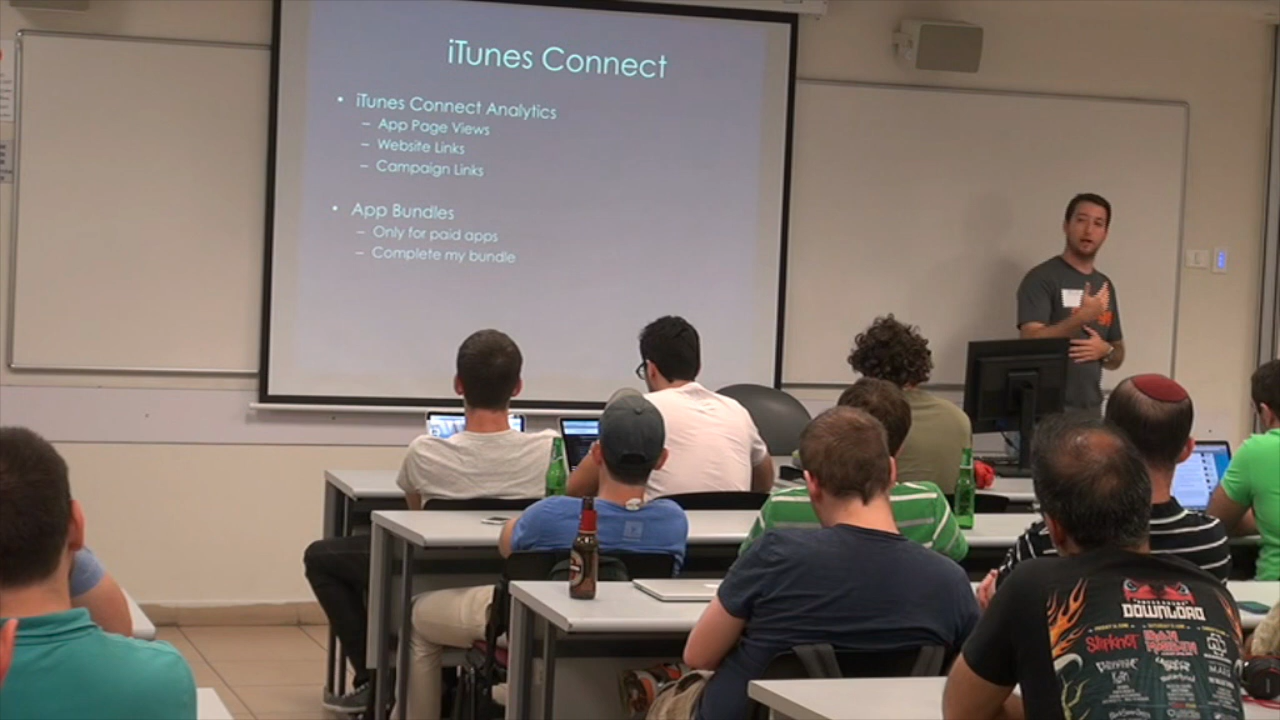 iTunes Connect
• iTunes Connect Analytics
– App Page Views
– Website Links
– Campaign Links
• App Bundles
– Only for paid apps
– Complete my bundle
DOWNLOAD
SLIPKNOT
IRON MAIDEN
KoRn